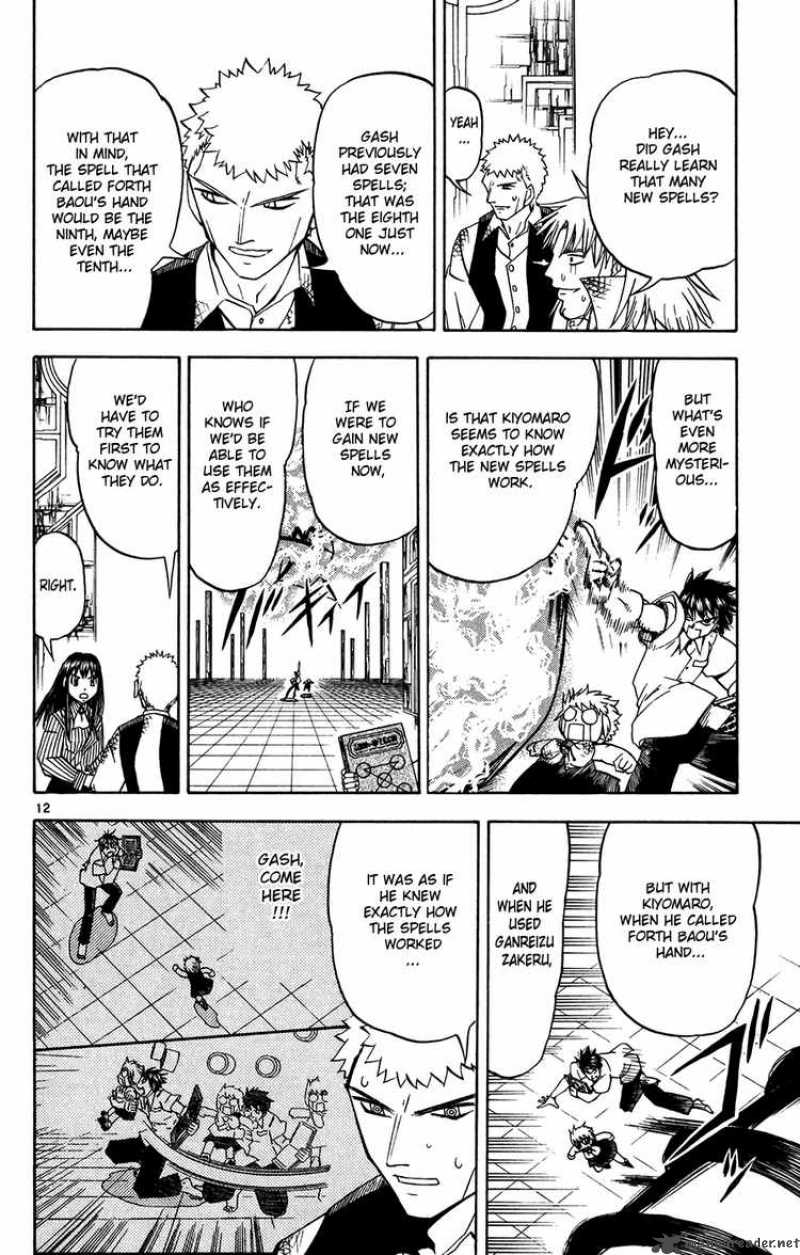 HEY...
DID GASH
REALLY LEARN
THAT MANY
NEW SPELLS?
YEAH
...
GASH
PREVIOUSLY
HAD SEVEN
SPELLS;
THAT WAS
THE EIGHTH
ONE JUST
NOW...
WITH THAT
IN MIND,
THE SPELL THAT
CALLED FORTH
BAOU'S HAND
WOULD BE THE
NINTH, MAYBE
EVEN THE
TENTH...
BUT
WHAT'S
EVEN
MORE
MYSTERI-
OUS...
IS THAT KIYOMARO
SEEMS TO KNOW
EXACTLY HOW
THE NEW SPELLS
WORK.
IF WE
WERE TO
GAIN NEW
SPELLS
NOW,
WHO
KNOWS IF
WE'D BE
ABLE TO
USE THEM
AS EFFEC-
TIVELY.
WE'D
HAVE TO
TRY THEM
FIRST TO
KNOW WHAT
THEY DO.
RIGHT.
12
BUT WITH
KIYOMARO,
WHEN HE CALLED
FORTH BAOU'S
HAND...
AND
WHEN HE
USED
GANREIZU
ZAKERU,
IT WAS AS IF
HE KNEW
EXACTLY HOW
THE SPELLS
WORKED
...
GASH,
COME
HERE
!!!